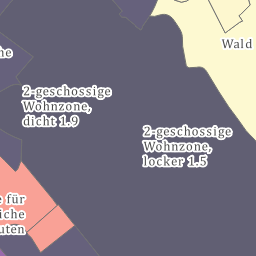 Wald
he
2-geschossige
Wohnzone,
dicht 1.9
2-geschossige
Wohnzone,
locker 1.5
e für
iche
uten